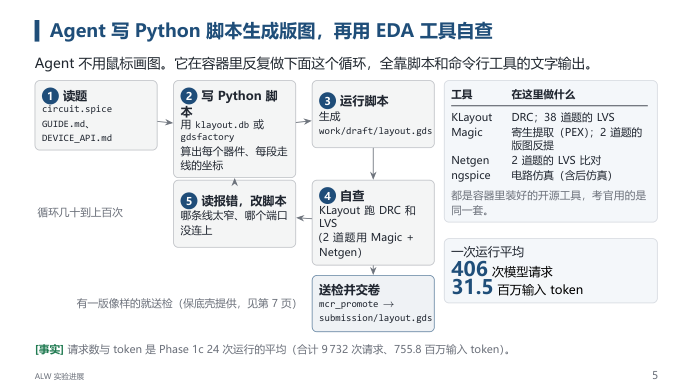 Agent 写 Python 脚本生成版图，再用 EDA 工具自查
Agent 不用鼠标画图。它在容器里反复做下面这个循环，全靠脚本和命令行工具的文字输出。
1 读题
circuit.spice
GUIDE.md、
DEVICE_API.md
2 写 Python 脚
本
用 klayout.db 或
gdsfactory
算出每个器件、每段走
线的坐标
3 运行脚本
生成
work/draft/layout.gds
4 自查
KLayout 跑 DRC 和
LVS
(2 道题用 Magic +
Netgen）
5 读报错，改脚本
哪条线太窄、哪个端口
没连上
循环几十到上百次
送检并交卷
mcr_promote →
submission/layout.gds
有一版像样的就送检（保底壳提供，见第 7 页）
工具 在这里做什么
KLayout DRC；38 道题的 LVS
Magic 寄生提取（PEX）；2 道题的
版图反提
Netgen 2 道题的 LVS 比对
ngspice 电路仿真（含后仿真）
都是容器里装好的开源工具，考官用的是
同一套。
一次运行平均
406 次模型请求
31.5 百万输入 token
[事实] 请求数与 token 是 Phase 1c 24 次运行的平均（合计 9 732 次请求、755.8 百万输入 token）。
ALW 实验进展
5